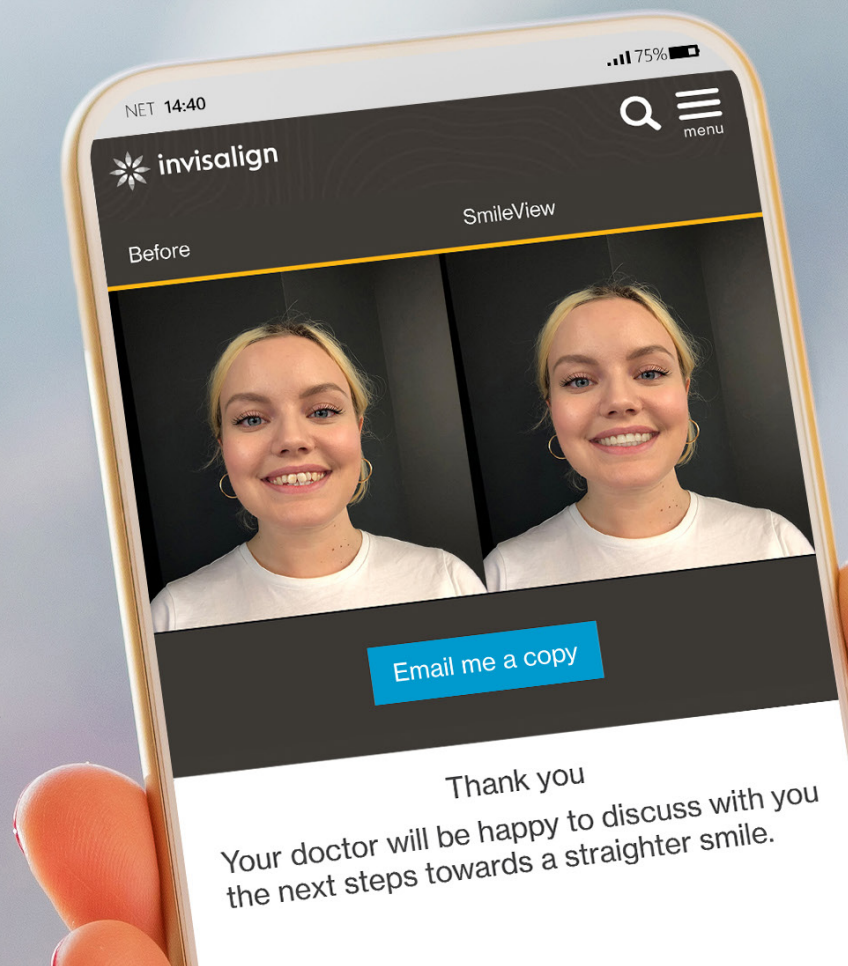 NET 14:40
75%
invisalign
menu
Before
SmileView
Email me a copy
Thank you
Your doctor will be happy to discuss with you
the next steps towards a straighter smile.